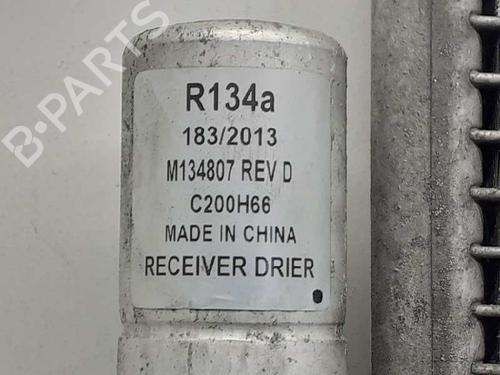 B-PARTS
R134a
183/2013
M134807 REV D
C200H66
MADE IN CHINA
RECEIVER DRIER